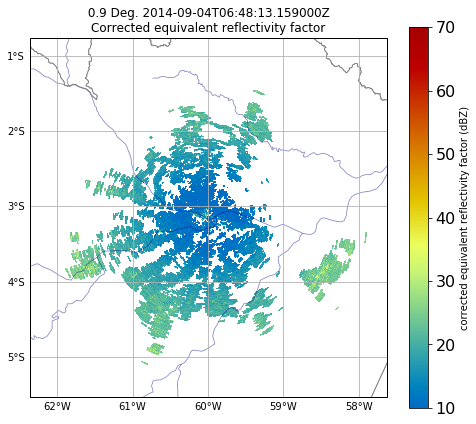 0.9 Deg. 2014-09-04T06:48:13.159000Z
Corrected equivalent reflectivity factor
1°S
2°S
3°S
4°S
5°S
62°W
61°W
60°W
59°W
58°W
70
60
50
40
30
20
10
corrected equivalent reflectivity factor (dBZ)